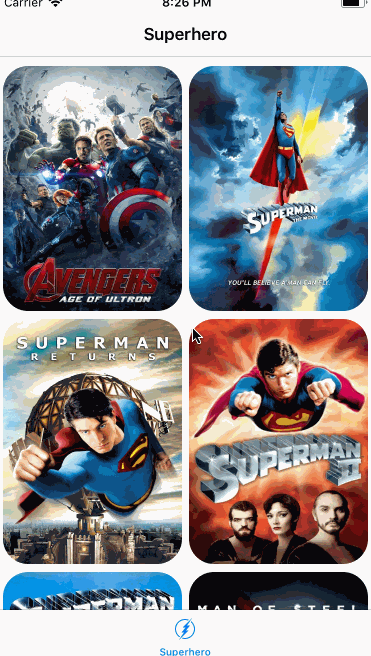 Carrier 8:26 PM
Superhero
AVENGERS
AGE OF ULTRON
SUPERMAN
THE MOVIE
YOU'LL BELIEVE A MAN CAN FLY.
SUPERMAN
RETURNS
SUPERMAN
II
SUPERMAN
MAN OF STEEL
Superhero